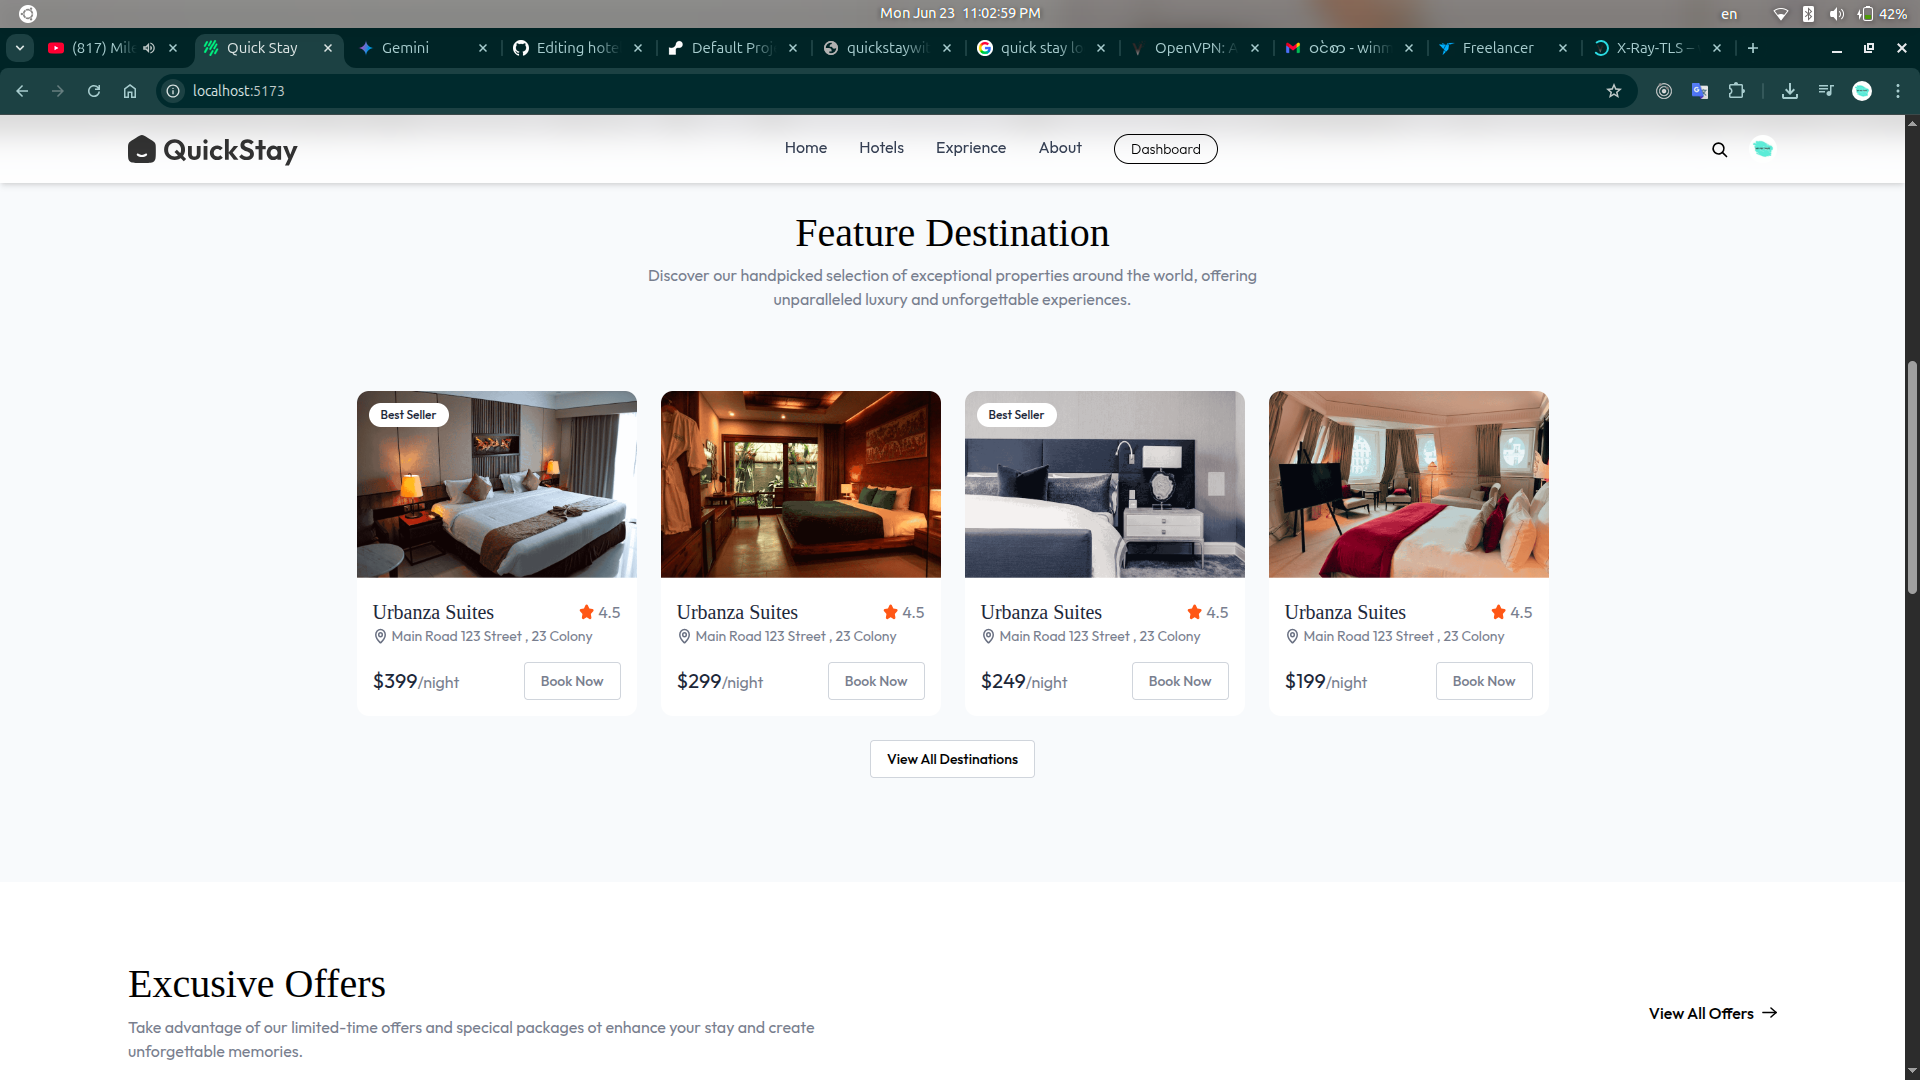 Mon Jun 23 11:02:59 PM
en
42%
(817) Mil
Quick Stay
Gemini
Editing hote
Default Proj
quickstaywit
quick stay lo
OpenVPN: A
ဝင်စာ - winm
Freelancer
X-Ray-TLS –
localhost:5173
QuickStay
Home
Hotels
Exprience
About
Dashboard
Feature Destination
Discover our handpicked selection of exceptional properties around the world, offering
unparalleled luxury and unforgettable experiences.
Best Seller
Best Seller
Urbanza Suites 4.5
Main Road 123 Street , 23 Colony
$399/night Book Now
Urbanza Suites 4.5
Main Road 123 Street , 23 Colony
$299/night Book Now
Urbanza Suites 4.5
Main Road 123 Street , 23 Colony
$249/night Book Now
Urbanza Suites 4.5
Main Road 123 Street , 23 Colony
$199/night Book Now
View All Destinations
Excusive Offers
Take advantage of our limited-time offers and specical packages ot enhance your stay and create
unforgettable memories.
View All Offers